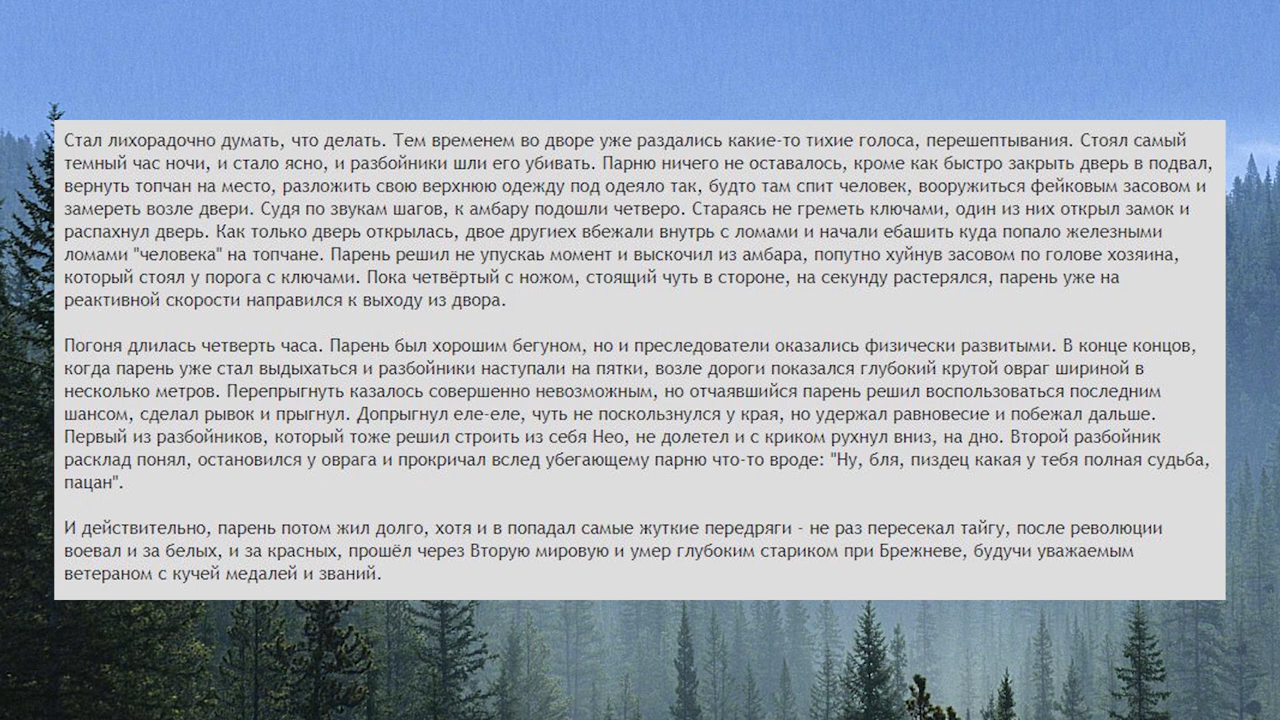 Стал лихорадочно думать, что делать. Тем временем во дворе уже раздались какие-то тихие голоса, перешептывания. Стоял самый
темный час ночи, и стало ясно, и разбойники шли его убивать. Парню ничего не оставалось, кроме как быстро закрыть дверь в подвал,
вернуть топчан на место, разложить свою верхнюю одежду под одеяло так, будто там спит человек, вооружиться фейковым засовом и
замереть возле двери. Судя по звукам шагов, к амбару подошли четверо. Стараясь не греметь ключами, один из них открыл замок и
распахнул дверь. Как только дверь открылась, двое другиех вбежали внутрь с ломами и начали ебашить куда попало железными
ломами "человека" на топчане. Парень решил не упускаь момент и выскочил из амбара, попутно хуйнув засовом по голове хозяина,
который стоял у порога с ключами. Пока четвёртый с ножом, стоящий чуть в стороне, на секунду растерялся, парень уже на
реактивной скорости направился к выходу из двора.

Погоня длилась четверть часа. Парень был хорошим бегуном, но и преследователи оказались физически развитыми. В конце концов,
когда парень уже стал выдыхаться и разбойники наступали на пятки, возле дороги показался глубокий крутой овраг шириной в
несколько метров. Перепрыгнуть казалось совершенно невозможным, но отчаявшийся парень решил воспользоваться последним
шансом, сделал рывок и прыгнул. Допрыгнул еле-еле, чуть не поскользнулся у края, но удержал равновесие и побежал дальше.
Первый из разбойников, который тоже решил строить из себя Нео, не долетел и с криком рухнул вниз, на дно. Второй разбойник
расклад понял, остановился у оврага и прокричал вслед убегающему парню что-то вроде: "Ну, бля, пиздец какая у тебя полная судьба,
пацан".

И действительно, парень потом жил долго, хотя и в попадал самые жуткие передряги - не раз пересекал тайгу, после революции
воевал и за белых, и за красных, прошёл через Вторую мировую и умер глубоким стариком при Брежневе, будучи уважаемым
ветераном с кучей медалей и званий.